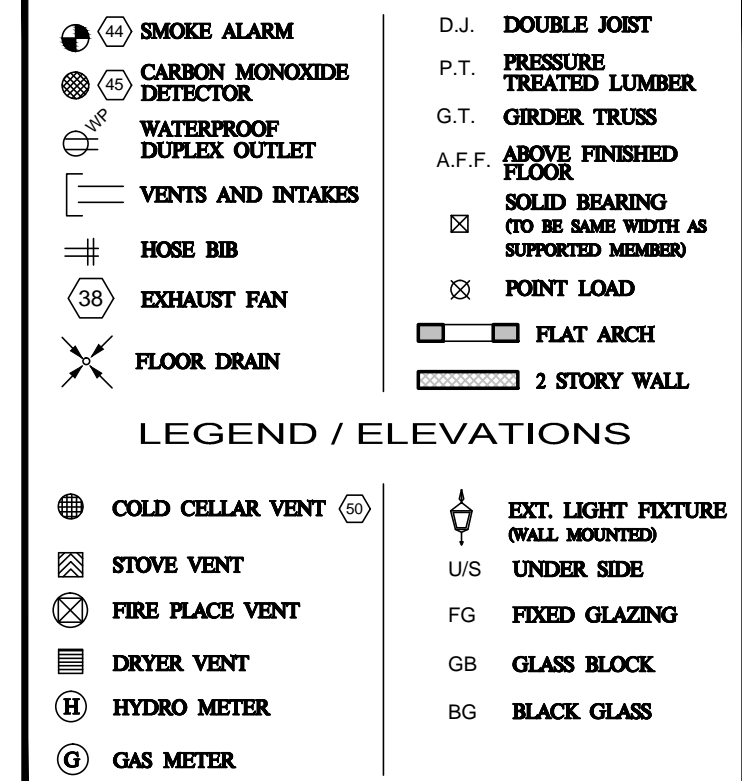 44 SMOKE ALARM
45 CARBON MONOXIDE
DETECTOR
WP WATERPROOF
DUPLEX OUTLET
VENTS AND INTAKES
HOSE BIB
38 EXHAUST FAN
FLOOR DRAIN
D.J. DOUBLE JOIST
P.T. PRESSURE
TREATED LUMBER
G.T. GIRDER TRUSS
A.F.F. ABOVE FINISHED
FLOOR
SOLID BEARING
(TO BE SAME WIDTH AS
SUPPORTED MEMBER)
POINT LOAD
FLAT ARCH
2 STORY WALL
LEGEND / ELEVATIONS
COLD CELLAR VENT 50
STOVE VENT
FIRE PLACE VENT
DRYER VENT
H HYDRO METER
G GAS METER
EXT. LIGHT FIXTURE
(WALL MOUNTED)
U/S UNDER SIDE
FG FIXED GLAZING
GB GLASS BLOCK
BG BLACK GLASS